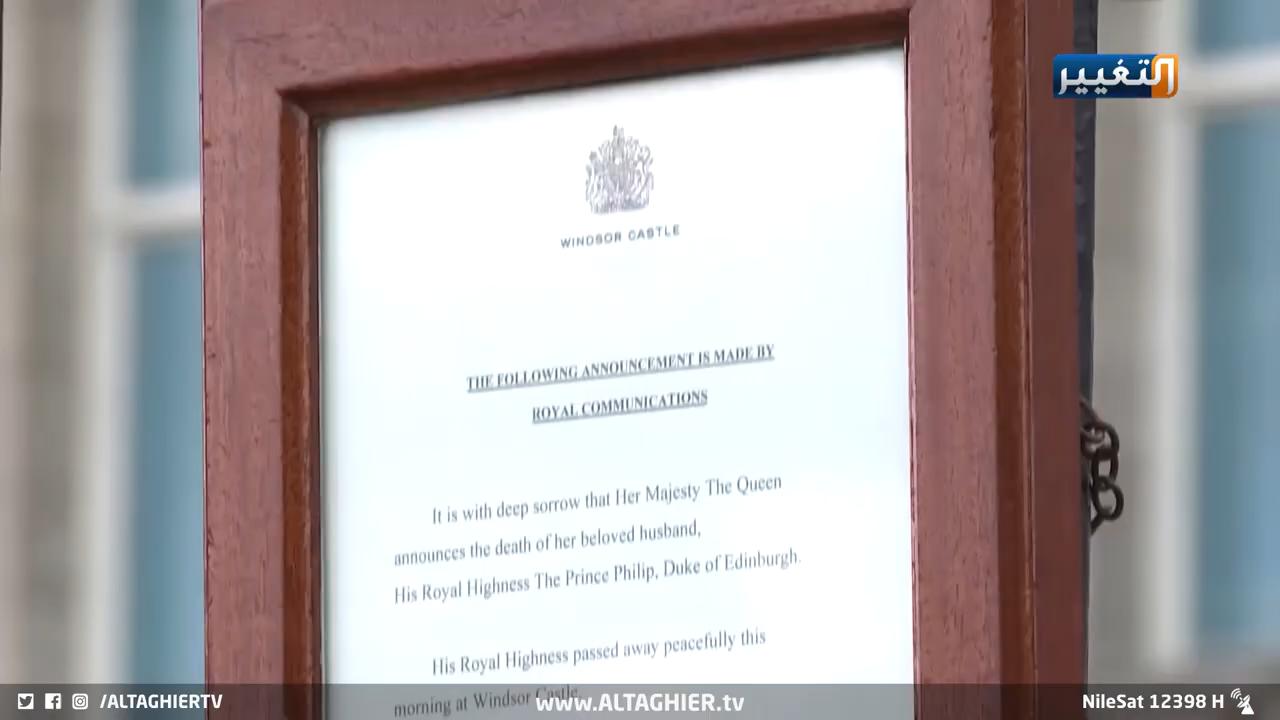 التغيير
WINDSOR CASTLE
THE FOLLOWING ANNOUNCEMENT IS MADE BY
ROYAL COMMUNICATIONS
It is with deep sorrow that Her Majesty The Queen
announces the death of her beloved husband,
His Royal Highness The Prince Philip, Duke of Edinburgh.
His Royal Highness passed away peacefully this
morning at Windsor Castle.
/ALTAGHIERTV
www.ALTAGHIER.tv
NileSat 12398 H